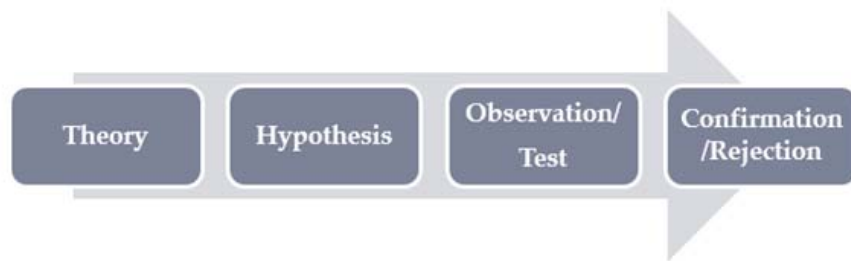 Theory
Hypothesis
Observation/
Test
Confirmation
/Rejection